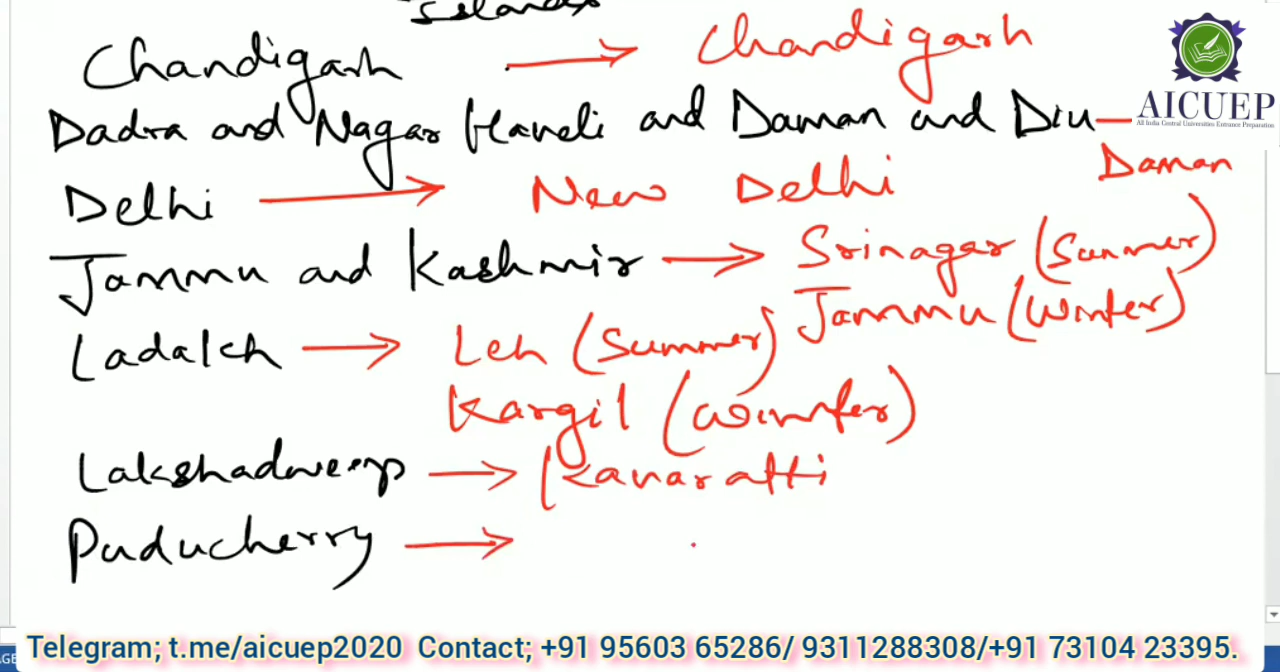 Islands
Chandigarh → Chandigarh
Dadra and Nagar Haveli and Daman and Diu — Daman
Delhi → New Delhi
Jammu and Kashmir → Srinagar (Summer)
Jammu (Winter)
Ladakh → Leh (Summer)
Kargil (Winter)
Lakshadweep → Kavaratti
Puducherry →
AICUEP
All India Central Universities Entrance Preparation
Telegram; t.me/aicuep2020 Contact; +91 95603 65286/ 9311288308/+91 73104 23395.